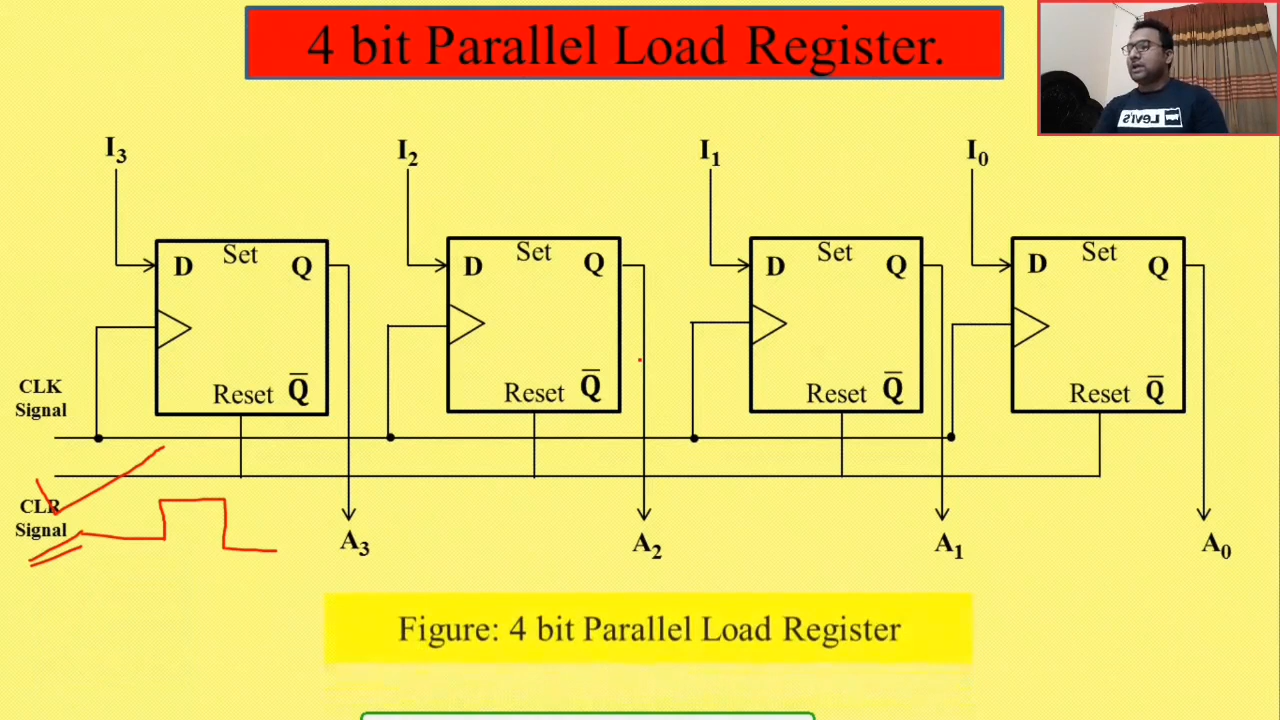 4 bit Parallel Load Register.
I3 I2 I1 I0
Set Set Set Set
D Q D Q D Q D Q
CLK
Signal
Reset Q̅ Reset Q̅ Reset Q̅ Reset Q̅
CLR
Signal
A3 A2 A1 A0
Figure: 4 bit Parallel Load Register
Levi's